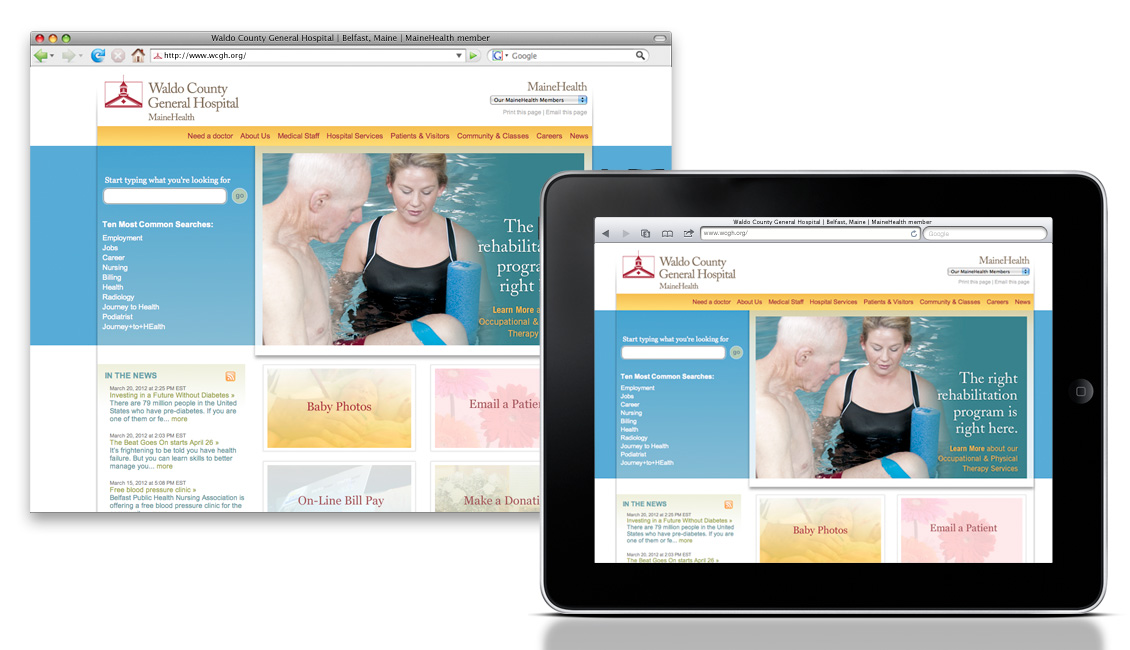 Waldo County General Hospital | Belfast, Maine | MaineHealth member
http://www.wcgh.org/
Google
Waldo County
General Hospital
MaineHealth
MaineHealth
Our MaineHealth Members
Print this page | Email this page
Need a doctor About Us Medical Staff Hospital Services Patients & Visitors Community & Classes Careers News
Start typing what you're looking for
go
Ten Most Common Searches:
Employment
Jobs
Career
Nursing
Billing
Health
Radiology
Journey to Health
Podiatrist
Journey+to+HEalth
The
rehabilita
progra
right
Learn More a
Occupational &
Therapy
IN THE NEWS
March 20, 2012 at 2:25 PM EST
Investing in a Future Without Diabetes »
There are 79 million people in the United
States who have pre-diabetes. If you are
one of them or fe... more
March 20, 2012 at 2:03 PM EST
The Beat Goes On starts April 26 »
It's frightening to be told you have health
failure. But you can learn skills to better
manage you... more
March 15, 2012 at 5:08 PM EST
Free blood pressure clinic »
Belfast Public Health Nursing Association is
offering a free blood pressure clinic for the
Baby Photos
Email a Patie
On-Line Bill Pay
Make a Donati
Waldo County General Hospital | Belfast, Maine | MaineHealth member
www.wcgh.org/
Google
Waldo County
General Hospital
MaineHealth
MaineHealth
Our MaineHealth Members
Print this page | Email this page
Need a doctor About Us Medical Staff Hospital Services Patients & Visitors Community & Classes Careers News
Start typing what you're looking for
go
Ten Most Common Searches:
Employment
Jobs
Career
Nursing
Billing
Health
Radiology
Journey to Health
Podiatrist
Journey+to+HEalth
The right
rehabilitation
program is
right here.
Learn More about our
Occupational & Physical
Therapy Services
IN THE NEWS
March 20, 2012 at 2:25 PM EST
Investing in a Future Without Diabetes »
There are 79 million people in the United
States who have pre-diabetes. If you are
one of them or fe... more
March 20, 2012 at 2:03 PM EST
The Beat Goes On starts April 26 »
Baby Photos
Email a Patient